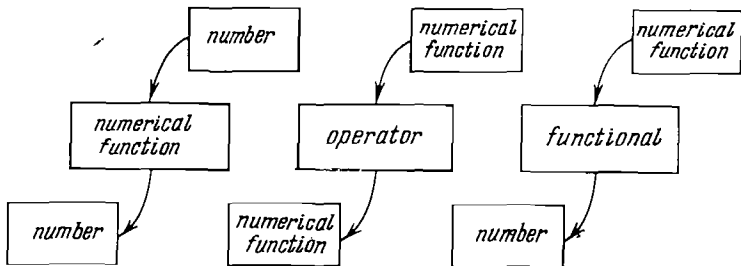 number
numerical
function
number
numerical
function
operator
numerical
function
numerical
function
functional
number